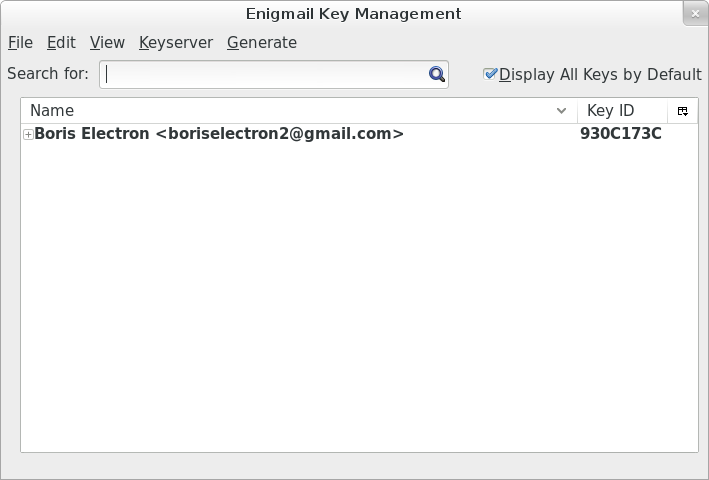 Enigmail Key Management
File Edit View Keyserver Generate
Search for: Display All Keys by Default
Name Key ID
Boris Electron <boriselectron2@gmail.com> 930C173C